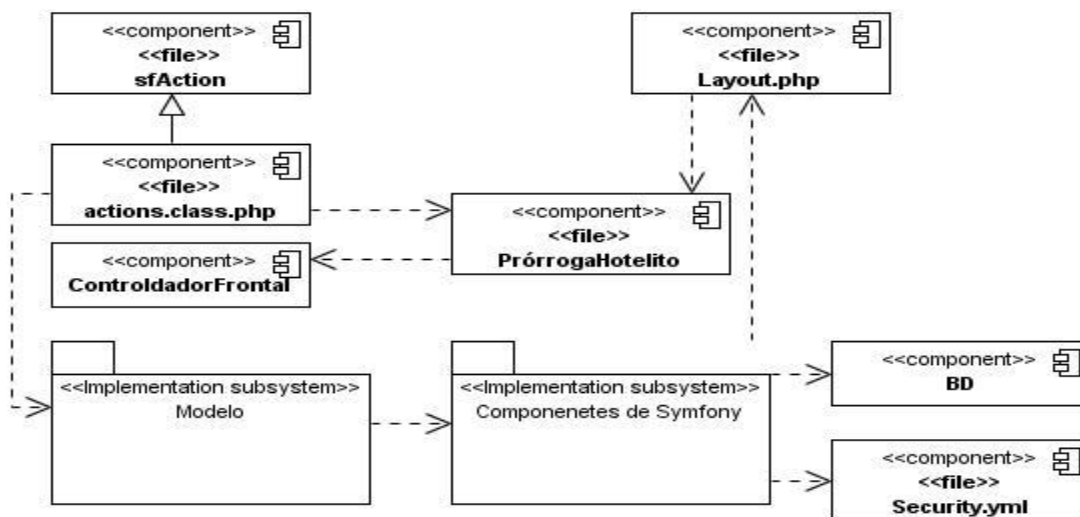 <<component>>
<<file>>
sfAction
<<component>>
<<file>>
Layout.php
<<component>>
<<file>>
actions.class.php
<<component>>
<<file>>
PrórrogaHotelito
<<component>>
ControldadorFrontal
<<Implementation subsystem>>
Modelo
<<Implementation subsystem>>
Componenetes de Symfony
<<component>>
BD
<<component>>
<<file>>
Security.yml